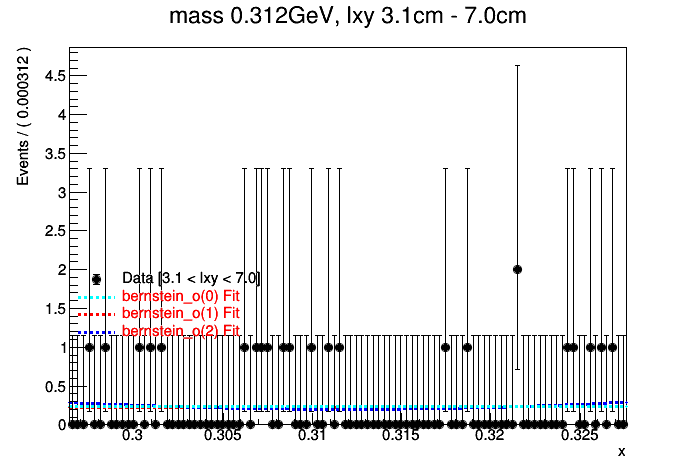 mass 0.312GeV, lxy 3.1cm - 7.0cm
Events / ( 0.000312 )
4.5
4
3.5
3
2.5
2
1.5
1
0.5
0
Data [3.1 < lxy < 7.0]
bernstein_o(0) Fit
bernstein_o(1) Fit
bernstein_o(2) Fit
0.3 0.305 0.31 0.315 0.32 0.325
x